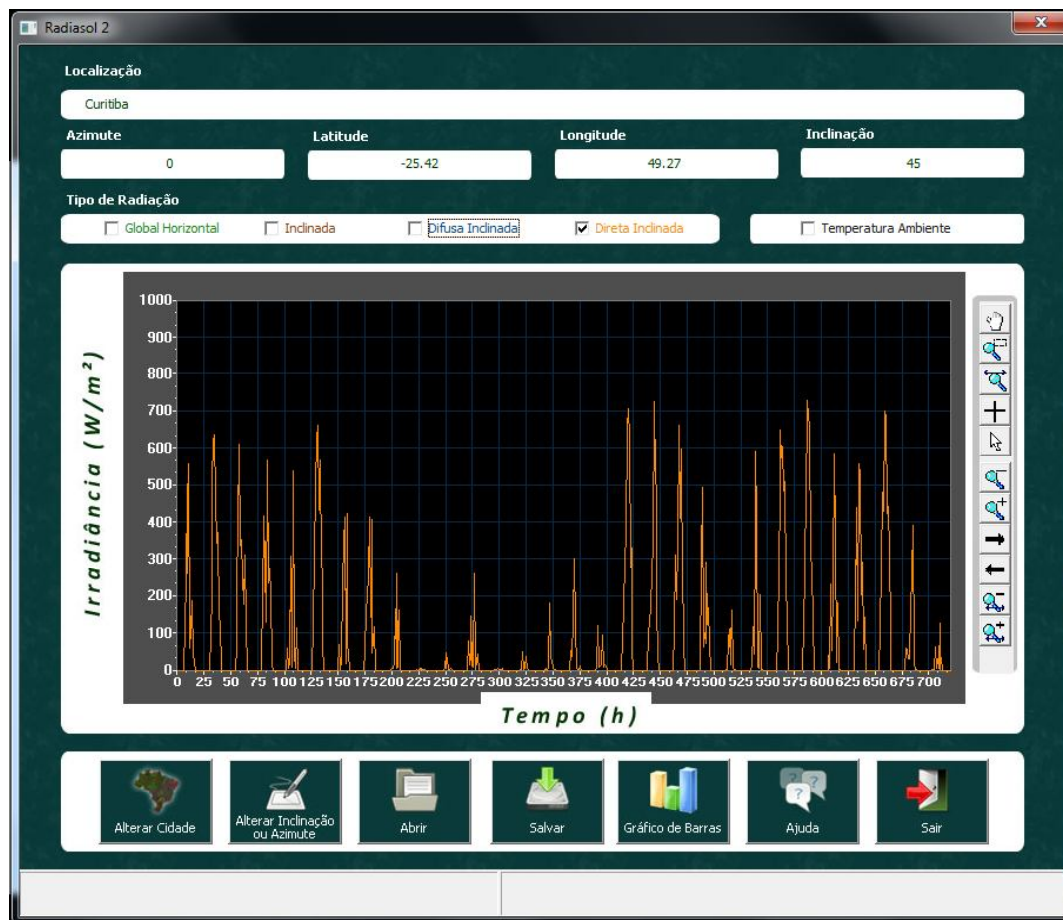 Radiasol 2
Localização
Curitiba
Azimute Latitude Longitude Inclinação
0 -25.42 49.27 45
Tipo de Radiação
Global Horizontal Inclinada Difusa Inclinada Direta Inclinada Temperatura Ambiente
Irradiância (W/m²)
1000
900
800
700
600
500
400
300
200
100
0
0 25 50 75 100 125 150 175 200 225 250 275 300 325 350 375 400 425 450 475 500 525 550 575 600 625 650 675 700
Tempo (h)
Alterar Cidade
Alterar Inclinação
ou Azimute
Abrir
Salvar
Gráfico de Barras
Ajuda
Sair